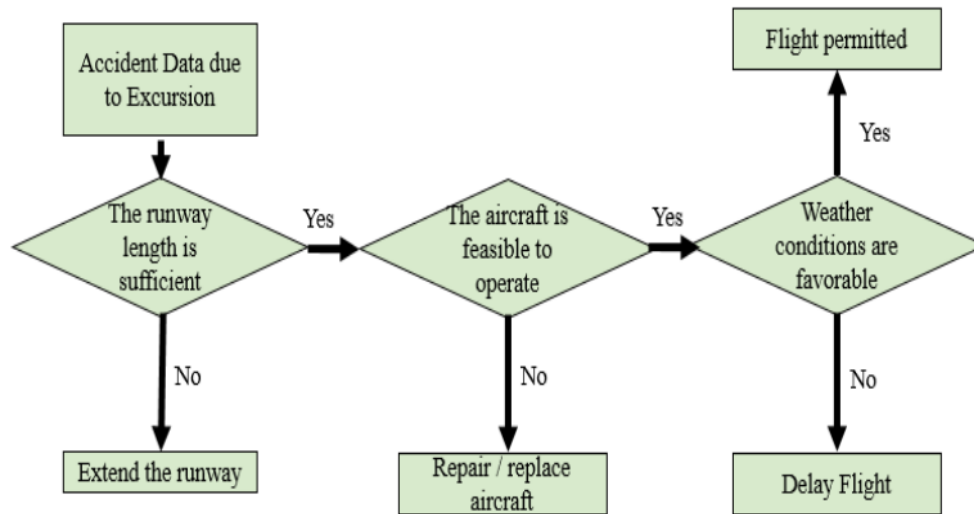 Accident Data due
to Excursion
Flight permitted
Yes
The runway
length is
sufficient
Yes
The aircraft is
feasible to
operate
Yes
Weather
conditions are
favorable
No
No
No
Extend the runway
Repair / replace
aircraft
Delay Flight